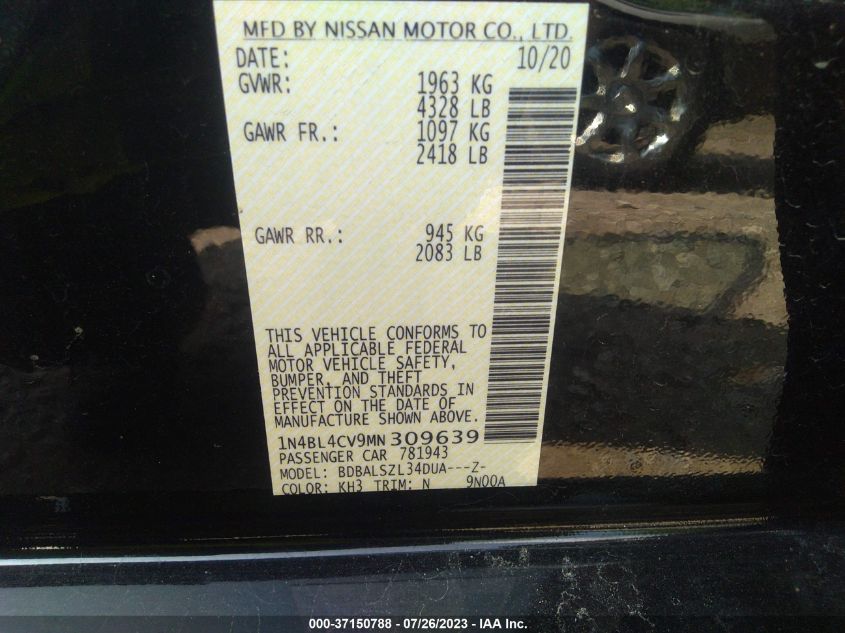 MFD BY NISSAN MOTOR CO., LTD.
DATE: 10/20
GVWR: 1963 KG
4328 LB
GAWR FR.: 1097 KG
2418 LB
GAWR RR.: 945 KG
2083 LB
THIS VEHICLE CONFORMS TO
ALL APPLICABLE FEDERAL
MOTOR VEHICLE SAFETY,
BUMPER, AND THEFT
PREVENTION STANDARDS IN
EFFECT ON THE DATE OF
MANUFACTURE SHOWN ABOVE.
1N4BL4CV9MN309639
PASSENGER CAR 781943
MODEL: BDBALSZL34DUA---Z-
COLOR: KH3 TRIM: N 9N00A
000-37150788 - 07/26/2023 - IAA Inc.